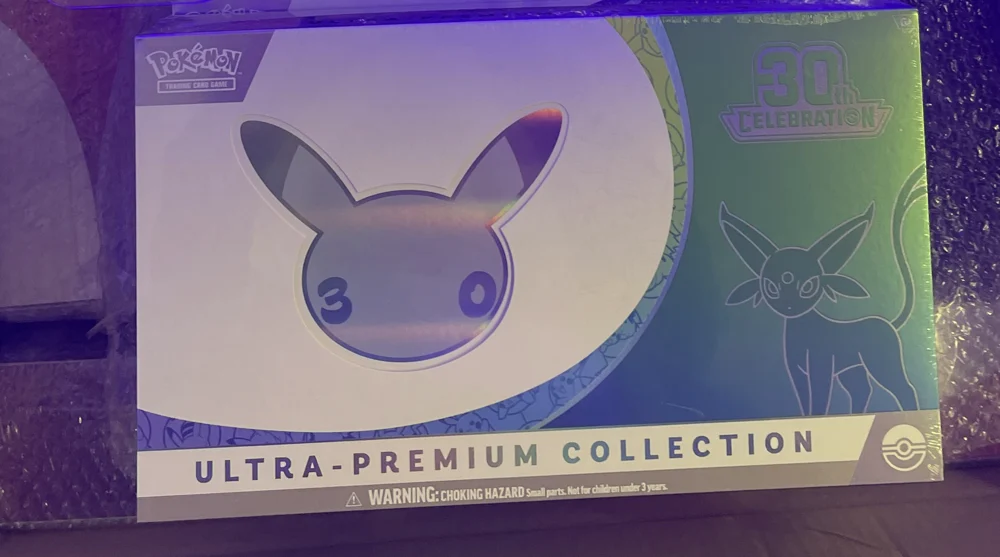 POKéMON
TRADING CARD GAME
30th
CELEBRATION
3 0
ULTRA-PREMIUM COLLECTION
WARNING: CHOKING HAZARD Small parts. Not for children under 3 years.